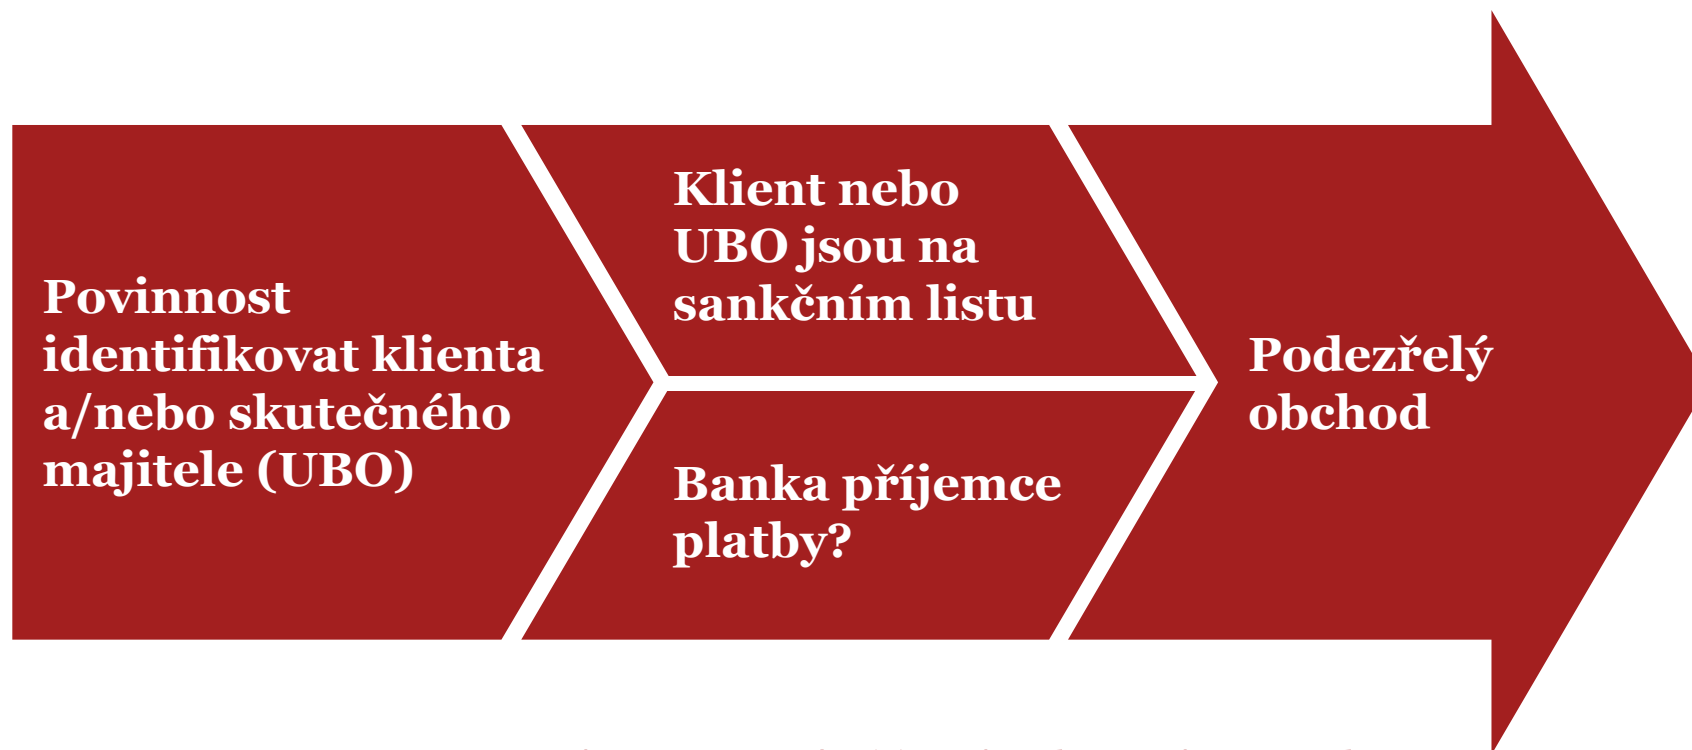 Povinnost
identifikovat klienta
a/nebo skutečného
majitele (UBO)
Klient nebo
UBO jsou na
sankčním listu
Banka příjemce
platby?
Podezřelý
obchod